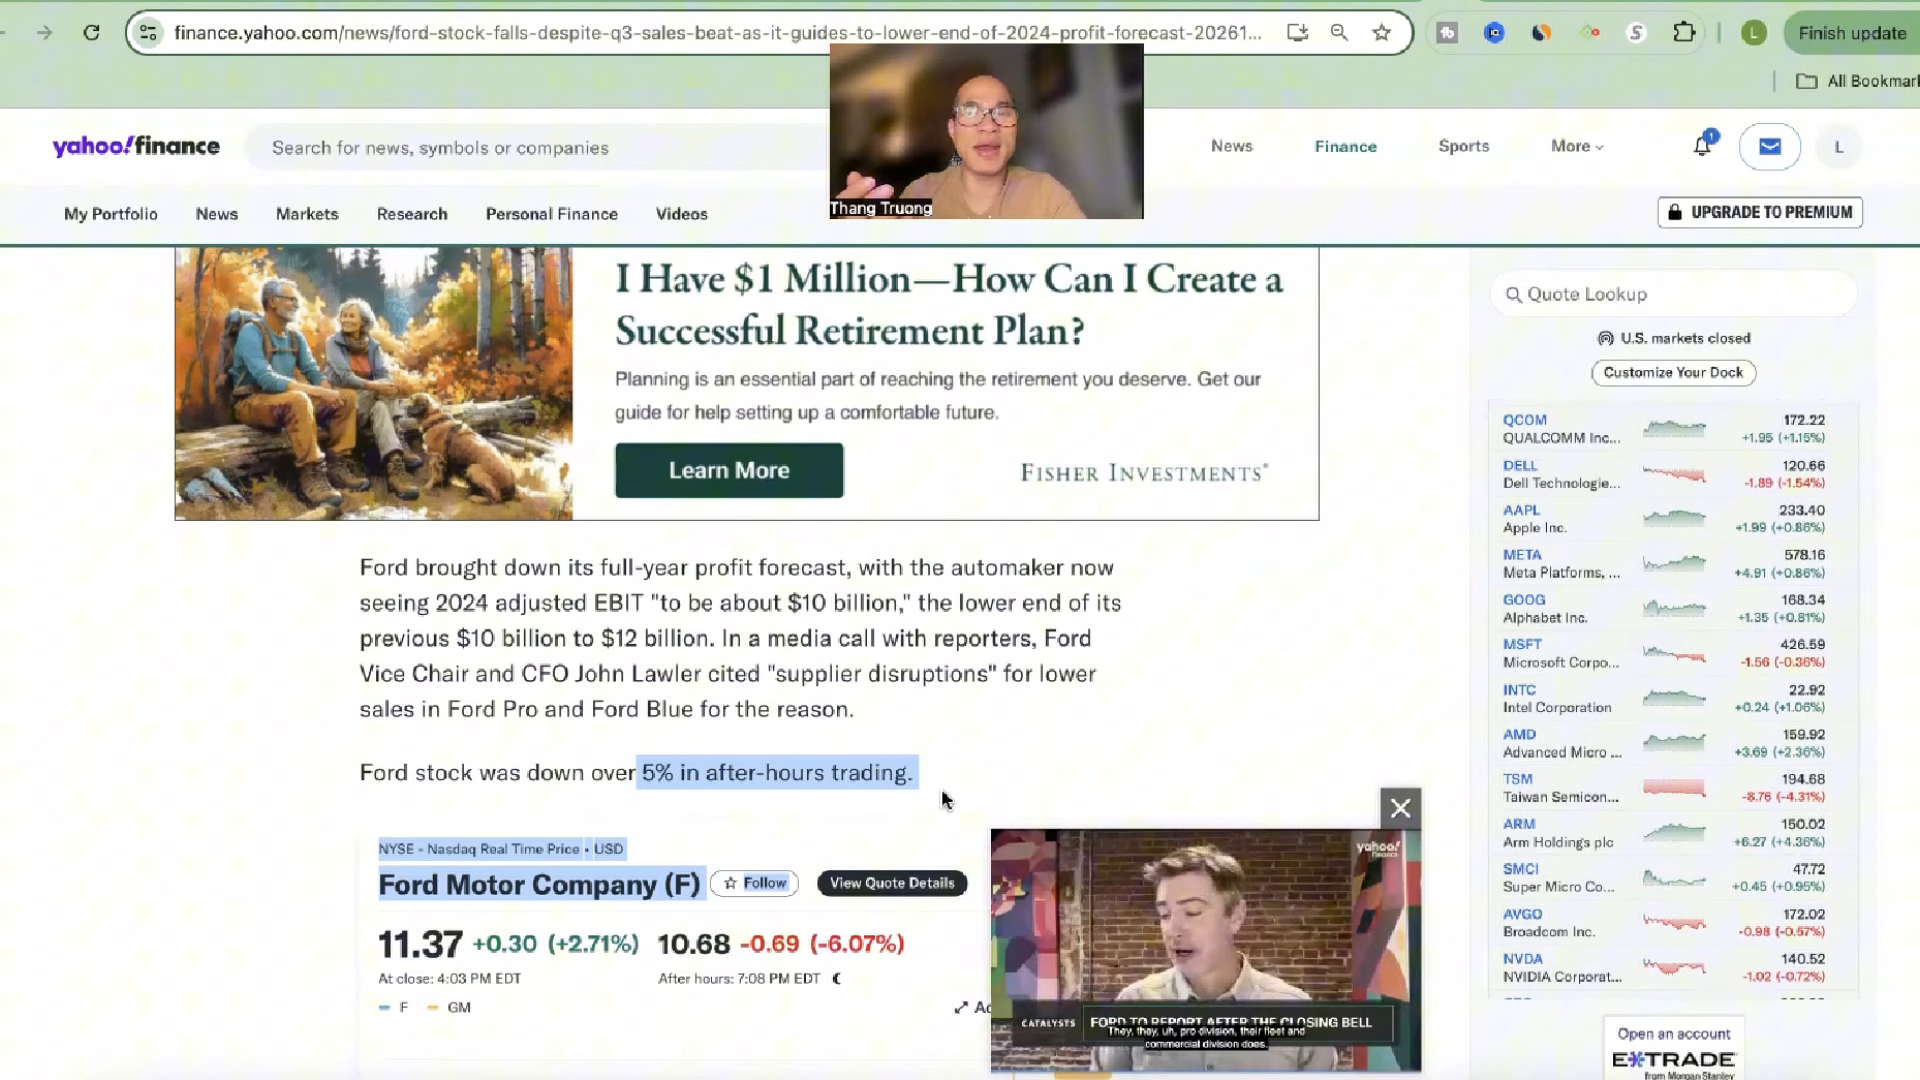 finance.yahoo.com/news/ford-stock-falls-despite-q3-sales-beat-as-it-guides-to-lower-end-of-2024-profit-forecast-20261...
L
Finish update
All Bookmar
yahoo!finance
Search for news, symbols or companies
News
Finance
Sports
More
1
L
Thang Truong
My Portfolio
News
Markets
Research
Personal Finance
Videos
UPGRADE TO PREMIUM
I Have $1 Million—How Can I Create a
Successful Retirement Plan?
Planning is an essential part of reaching the retirement you deserve. Get our
guide for help setting up a comfortable future.
Learn More
FISHER INVESTMENTS
Ford brought down its full-year profit forecast, with the automaker now
seeing 2024 adjusted EBIT "to be about $10 billion," the lower end of its
previous $10 billion to $12 billion. In a media call with reporters, Ford
Vice Chair and CFO John Lawler cited "supplier disruptions" for lower
sales in Ford Pro and Ford Blue for the reason.
Ford stock was down over 5% in after-hours trading.
NYSE - Nasdaq Real Time Price • USD
Ford Motor Company (F)
Follow
View Quote Details
11.37 +0.30 (+2.71%) 10.68 -0.69 (-6.07%)
At close: 4:03 PM EDT
After hours: 7:08 PM EDT
F
GM
yahoo!
finance
CATALYSTS
FORD TO REPORT AFTER THE CLOSING BELL
They, they, uh, pro division, their fleet and
commercial division does.
Quote Lookup
U.S. markets closed
Customize Your Dock
QCOM 172.22
QUALCOMM Inc... +1.95 (+1.15%)
DELL 120.66
Dell Technologie... -1.89 (-1.54%)
AAPL 233.40
Apple Inc. +1.99 (+0.86%)
META 578.16
Meta Platforms, ... +4.91 (+0.86%)
GOOG 168.34
Alphabet Inc. +1.35 (+0.81%)
MSFT 426.59
Microsoft Corpo... -1.56 (-0.36%)
INTC 22.92
Intel Corporation +0.24 (+1.06%)
AMD 159.92
Advanced Micro ... +3.69 (+2.36%)
TSM 194.68
Taiwan Semicon... -8.76 (-4.31%)
ARM 150.02
Arm Holdings plc +6.27 (+4.36%)
SMCI 47.72
Super Micro Co... +0.45 (+0.95%)
AVGO 172.02
Broadcom Inc. -0.98 (-0.57%)
NVDA 140.52
NVIDIA Corporat... -1.02 (-0.72%)
Open an account
E*TRADE
from Morgan Stanley